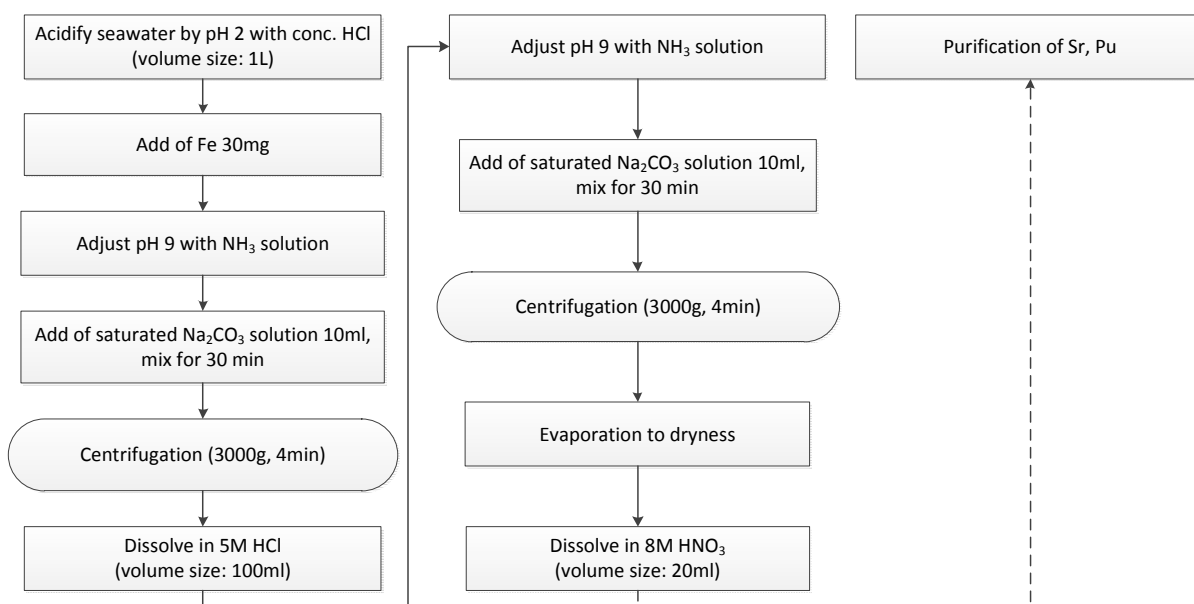 Acidify seawater by pH 2 with conc. HCl
(volume size: 1L)
Add of Fe 30mg
Adjust pH 9 with NH₃ solution
Add of saturated Na₂CO₃ solution 10ml,
mix for 30 min
Centrifugation (3000g, 4min)
Dissolve in 5M HCl
(volume size: 100ml)
Adjust pH 9 with NH₃ solution
Add of saturated Na₂CO₃ solution 10ml,
mix for 30 min
Centrifugation (3000g, 4min)
Evaporation to dryness
Dissolve in 8M HNO₃
(volume size: 20ml)
Purification of Sr, Pu